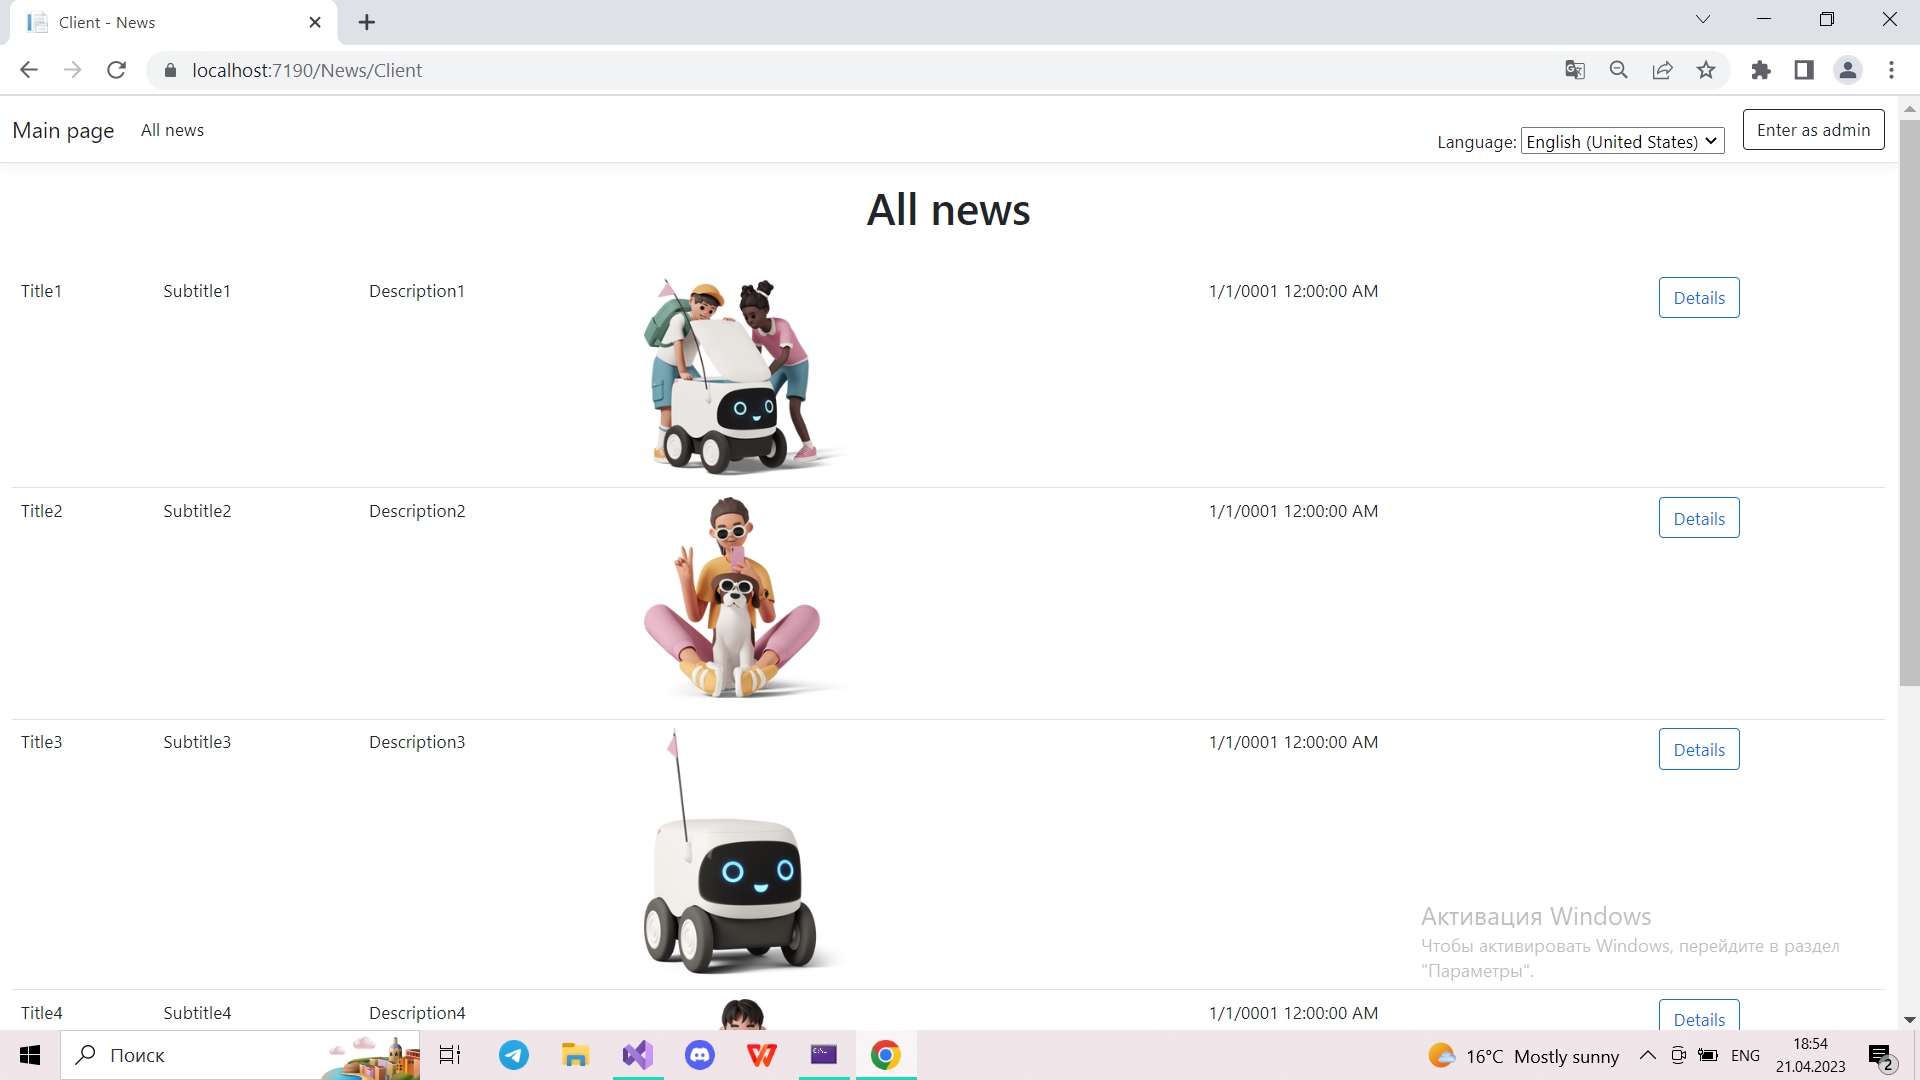 Client - News
localhost:7190/News/Client
Main page All news Language: English (United States) Enter as admin
All news
Title1 Subtitle1 Description1 1/1/0001 12:00:00 AM Details
Title2 Subtitle2 Description2 1/1/0001 12:00:00 AM Details
Title3 Subtitle3 Description3 1/1/0001 12:00:00 AM Details
Активация Windows
Чтобы активировать Windows, перейдите в раздел
"Параметры".
Title4 Subtitle4 Description4 1/1/0001 12:00:00 AM Details
Поиск 16°C Mostly sunny ENG 18:54
21.04.2023 2